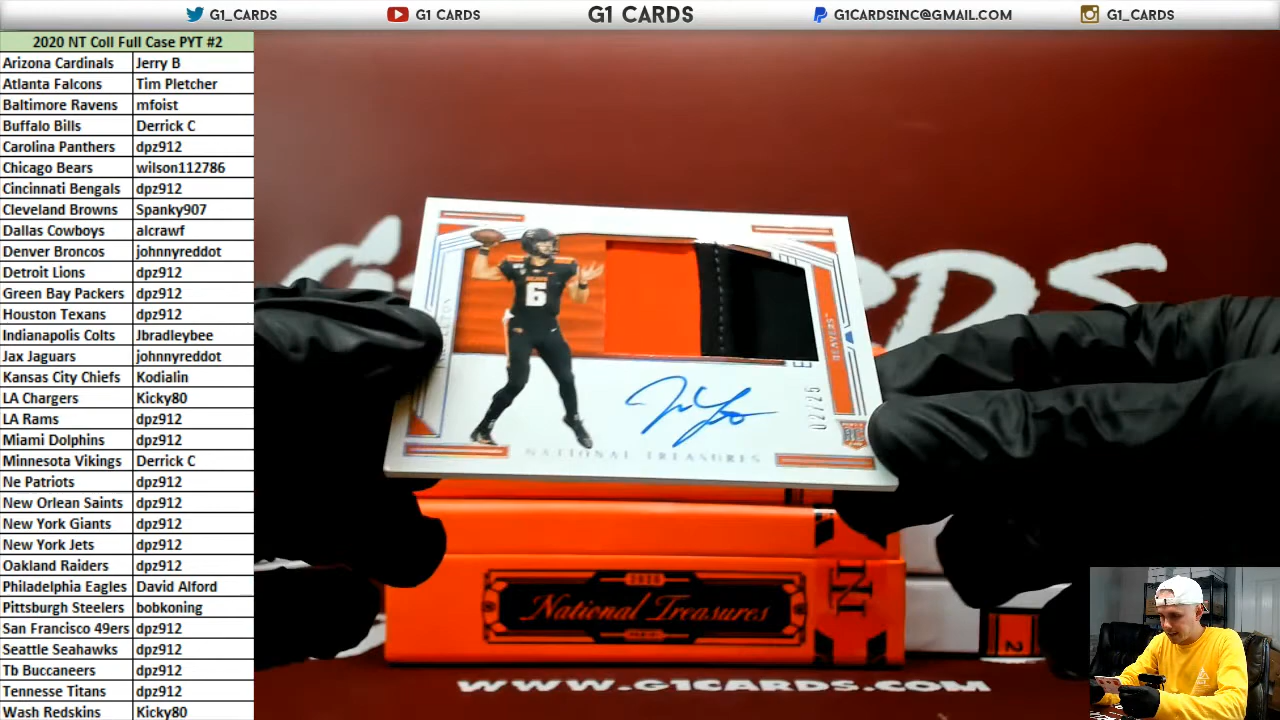 G1_CARDS
G1 CARDS
G1 CARDS
G1CARDSINC@GMAIL.COM
G1_CARDS
2020 NT Coll Full Case PYT #2
Arizona Cardinals Jerry B
Atlanta Falcons Tim Pletcher
Baltimore Ravens mfoist
Buffalo Bills Derrick C
Carolina Panthers dpz912
Chicago Bears wilson112786
Cincinnati Bengals dpz912
Cleveland Browns Spanky907
Dallas Cowboys alcrawf
Denver Broncos johnnyreddot
Detroit Lions dpz912
Green Bay Packers dpz912
Houston Texans dpz912
Indianapolis Colts Jbradleybee
Jax Jaguars johnnyreddot
Kansas City Chiefs Kodialin
LA Chargers Kicky80
LA Rams dpz912
Miami Dolphins dpz912
Minnesota Vikings Derrick C
Ne Patriots dpz912
New Orlean Saints dpz912
New York Giants dpz912
New York Jets dpz912
Oakland Raiders dpz912
Philadelphia Eagles David Alford
Pittsburgh Steelers bobkoning
San Francisco 49ers dpz912
Seattle Seahawks dpz912
Tb Buccaneers dpz912
Tennesse Titans dpz912
Wash Redskins Kicky80
6
BEAVERS
02/25
RC
NATIONAL TREASURES
2020
National Treasures
PANINI
NT
2
WWW.G1CARDS.COM